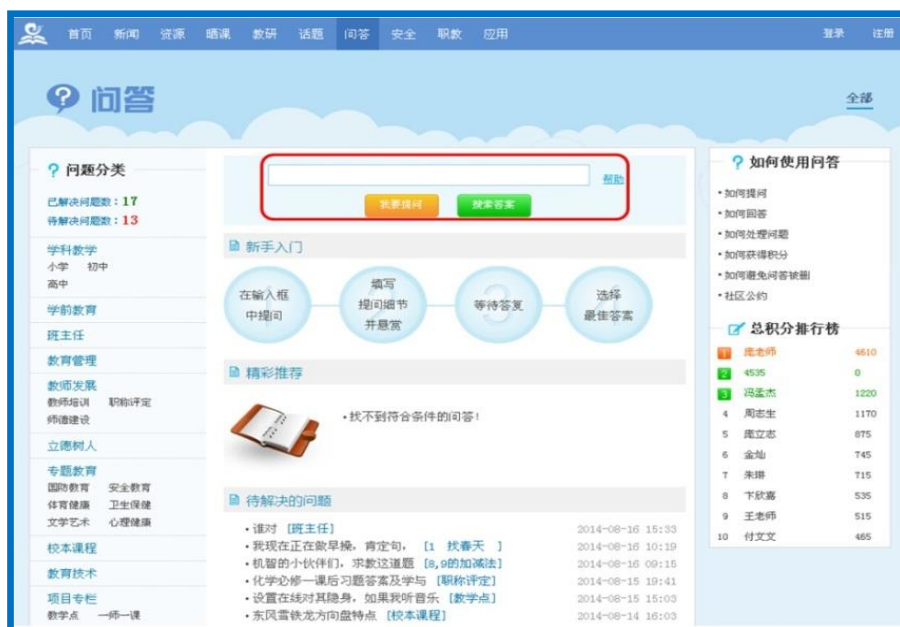 首页 新闻 资源 晒课 教研 话题 问答 安全 职教 应用 登录 注册
问答
全部
问题分类
已解决问题数：17
待解决问题数：13
学科教学
小学 初中
高中
学前教育
班主任
教育管理
教师发展
教师培训 职称评定
师德建设
立德树人
专题教育
国防教育 安全教育
体育健康 卫生保健
文学艺术 心理健康
校本课程
教育技术
项目专栏
教学点 一师一课
帮助
我要提问 搜索答案
新手入门
1
在输入框
中提问
2
填写
提问细节
并悬赏
3
等待答复
4
选择
最佳答案
精彩推荐
·找不到符合条件的问答！
待解决的问题
·谁对 [班主任] 2014-08-16 15:33
·我现在正在做早操，肯定句， [1 找春天 ] 2014-08-16 10:19
·机智的小伙伴们，求教这道题 [8,9的加减法] 2014-08-16 09:15
·化学必修一课后习题答案及学与 [职称评定] 2014-08-15 19:41
·设置在线对其隐身，如果我听音乐 [教学点] 2014-08-15 15:03
·东风雪铁龙方向盘特点 [校本课程] 2014-08-14 16:03
如何使用问答
·如何提问
·如何回答
·如何处理问题
·如何获得积分
·如何避免问答被删
·社区公约
总积分排行榜
1 庞老师 4610
2 4535 0
3 冯孟杰 1220
4 周志生 1170
5 庞立志 875
6 金灿 745
7 朱琳 715
8 卞欣嘉 535
9 王老师 515
10 付文文 465